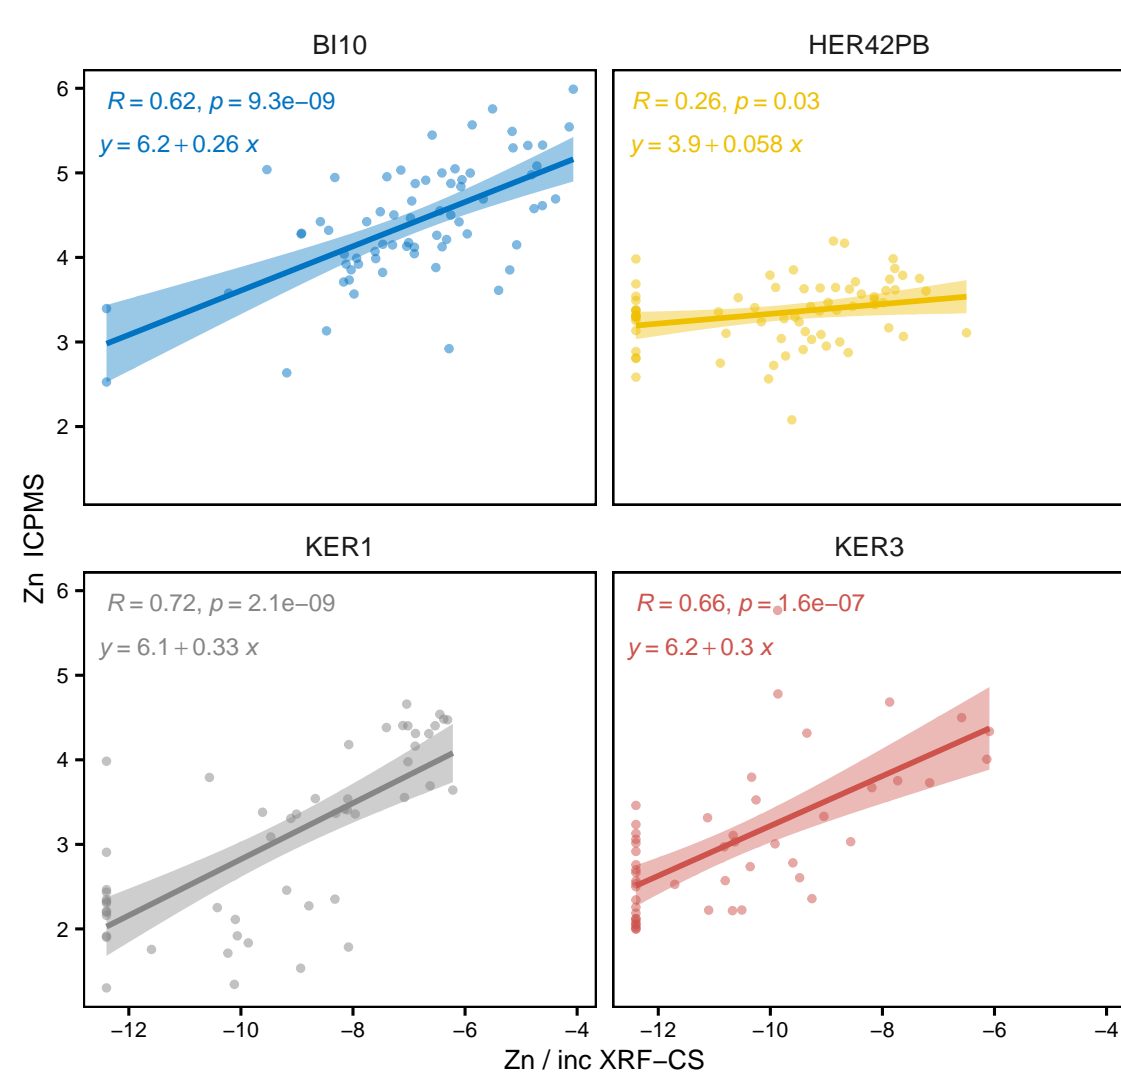 BI10
HER42PB
R = 0.62, p = 9.3e−09
y = 6.2 + 0.26 x
R = 0.26, p = 0.03
y = 3.9 + 0.058 x
6
5
4
3
2
KER1
KER3
R = 0.72, p = 2.1e−09
y = 6.1 + 0.33 x
R = 0.66, p = 1.6e−07
y = 6.2 + 0.3 x
6
5
4
3
2
Zn ICPMS
−12 −10 −8 −6 −4
−12 −10 −8 −6 −4
Zn / inc XRF−CS